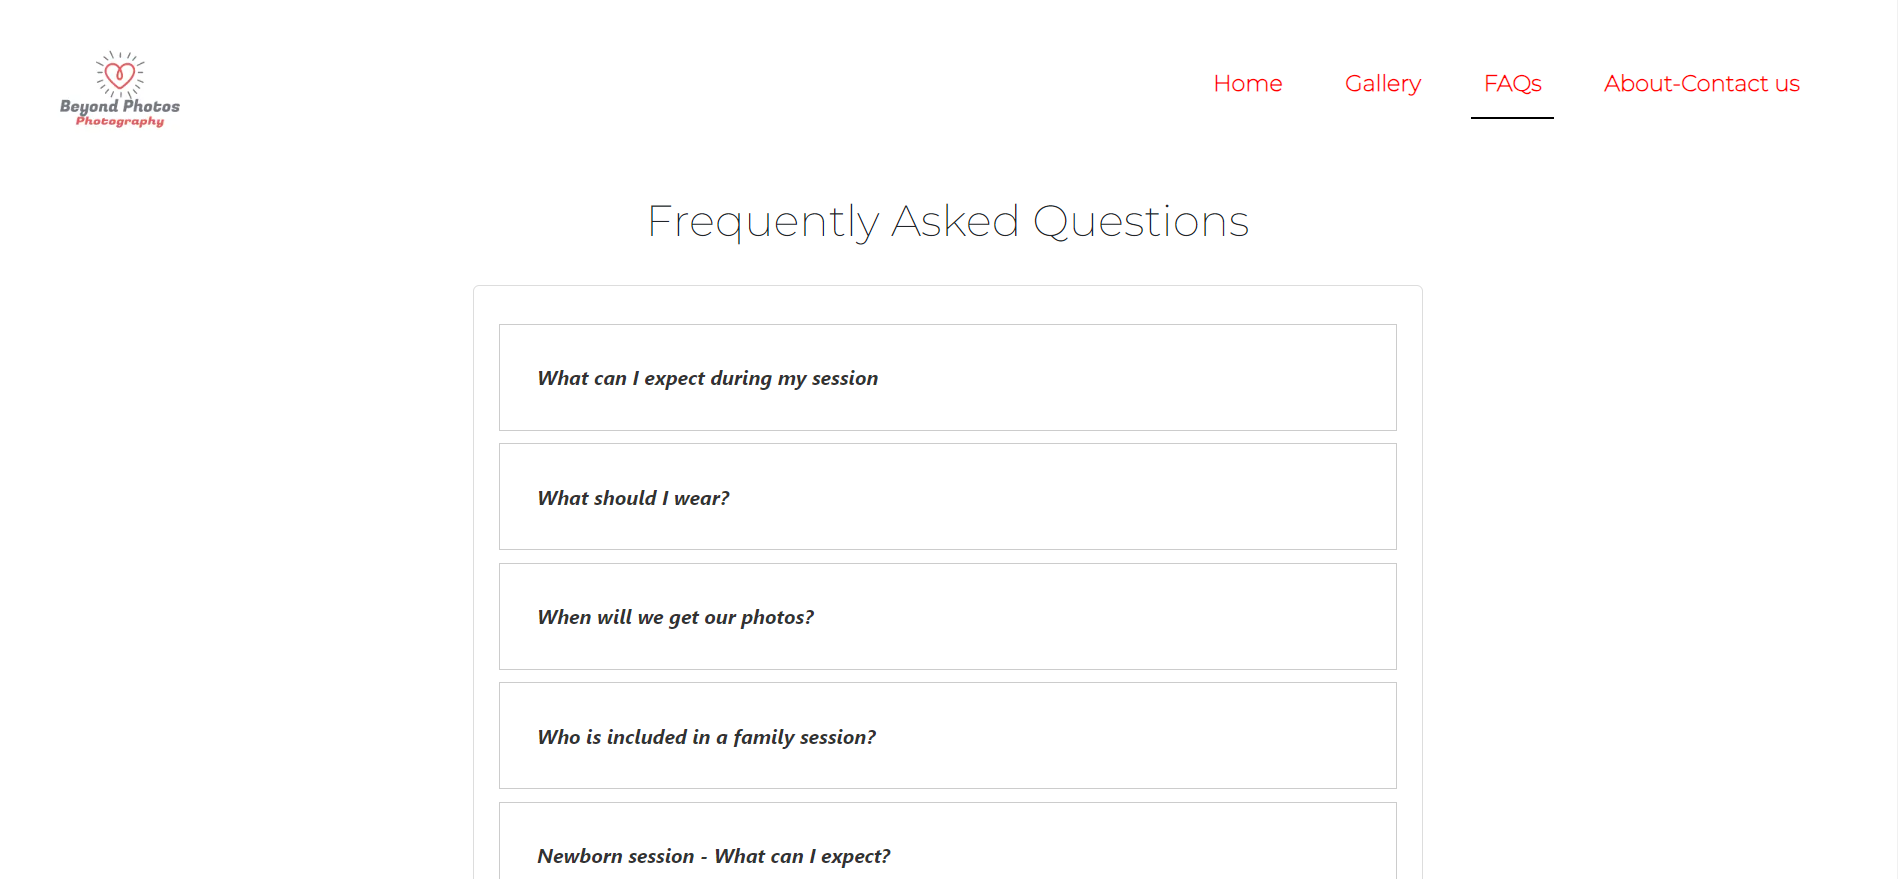 Beyond Photos
Photography
Home
Gallery
FAQs
About-Contact us
Frequently Asked Questions
What can I expect during my session
What should I wear?
When will we get our photos?
Who is included in a family session?
Newborn session - What can I expect?